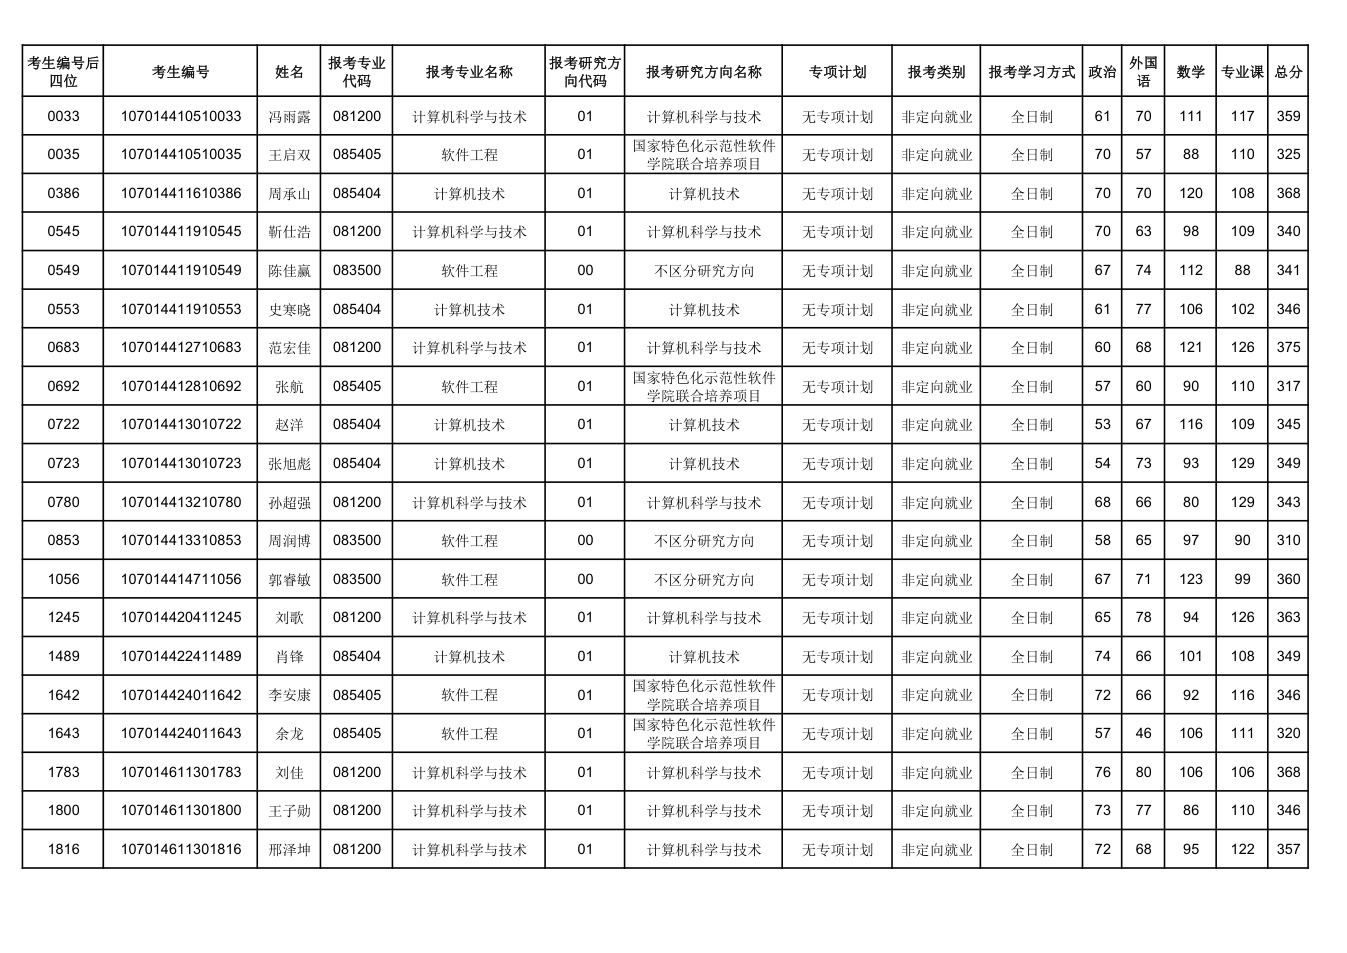 考生编号后四位 考生编号 姓名 报考专业代码 报考专业名称 报考研究方向代码 报考研究方向名称 专项计划 报考类别 报考学习方式 政治 外国语 数学 专业课 总分
0033 107014410510033 冯雨露 081200 计算机科学与技术 01 计算机科学与技术 无专项计划 非定向就业 全日制 61 70 111 117 359
0035 107014410510035 王启双 085405 软件工程 01 国家特色化示范性软件学院联合培养项目 无专项计划 非定向就业 全日制 70 57 88 110 325
0386 107014411610386 周承山 085404 计算机技术 01 计算机技术 无专项计划 非定向就业 全日制 70 70 120 108 368
0545 107014411910545 靳仕浩 081200 计算机科学与技术 01 计算机科学与技术 无专项计划 非定向就业 全日制 70 63 98 109 340
0549 107014411910549 陈佳赢 083500 软件工程 00 不区分研究方向 无专项计划 非定向就业 全日制 67 74 112 88 341
0553 107014411910553 史寒晓 085404 计算机技术 01 计算机技术 无专项计划 非定向就业 全日制 61 77 106 102 346
0683 107014412710683 范宏佳 081200 计算机科学与技术 01 计算机科学与技术 无专项计划 非定向就业 全日制 60 68 121 126 375
0692 107014412810692 张航 085405 软件工程 01 国家特色化示范性软件学院联合培养项目 无专项计划 非定向就业 全日制 57 60 90 110 317
0722 107014413010722 赵洋 085404 计算机技术 01 计算机技术 无专项计划 非定向就业 全日制 53 67 116 109 345
0723 107014413010723 张旭彪 085404 计算机技术 01 计算机技术 无专项计划 非定向就业 全日制 54 73 93 129 349
0780 107014413210780 孙超强 081200 计算机科学与技术 01 计算机科学与技术 无专项计划 非定向就业 全日制 68 66 80 129 343
0853 107014413310853 周润博 083500 软件工程 00 不区分研究方向 无专项计划 非定向就业 全日制 58 65 97 90 310
1056 107014414711056 郭睿敏 083500 软件工程 00 不区分研究方向 无专项计划 非定向就业 全日制 67 71 123 99 360
1245 107014420411245 刘歌 081200 计算机科学与技术 01 计算机科学与技术 无专项计划 非定向就业 全日制 65 78 94 126 363
1489 107014422411489 肖锋 085404 计算机技术 01 计算机技术 无专项计划 非定向就业 全日制 74 66 101 108 349
1642 107014424011642 李安康 085405 软件工程 01 国家特色化示范性软件学院联合培养项目 无专项计划 非定向就业 全日制 72 66 92 116 346
1643 107014424011643 余龙 085405 软件工程 01 国家特色化示范性软件学院联合培养项目 无专项计划 非定向就业 全日制 57 46 106 111 320
1783 107014611301783 刘佳 081200 计算机科学与技术 01 计算机科学与技术 无专项计划 非定向就业 全日制 76 80 106 106 368
1800 107014611301800 王子勋 081200 计算机科学与技术 01 计算机科学与技术 无专项计划 非定向就业 全日制 73 77 86 110 346
1816 107014611301816 邢泽坤 081200 计算机科学与技术 01 计算机科学与技术 无专项计划 非定向就业 全日制 72 68 95 122 357